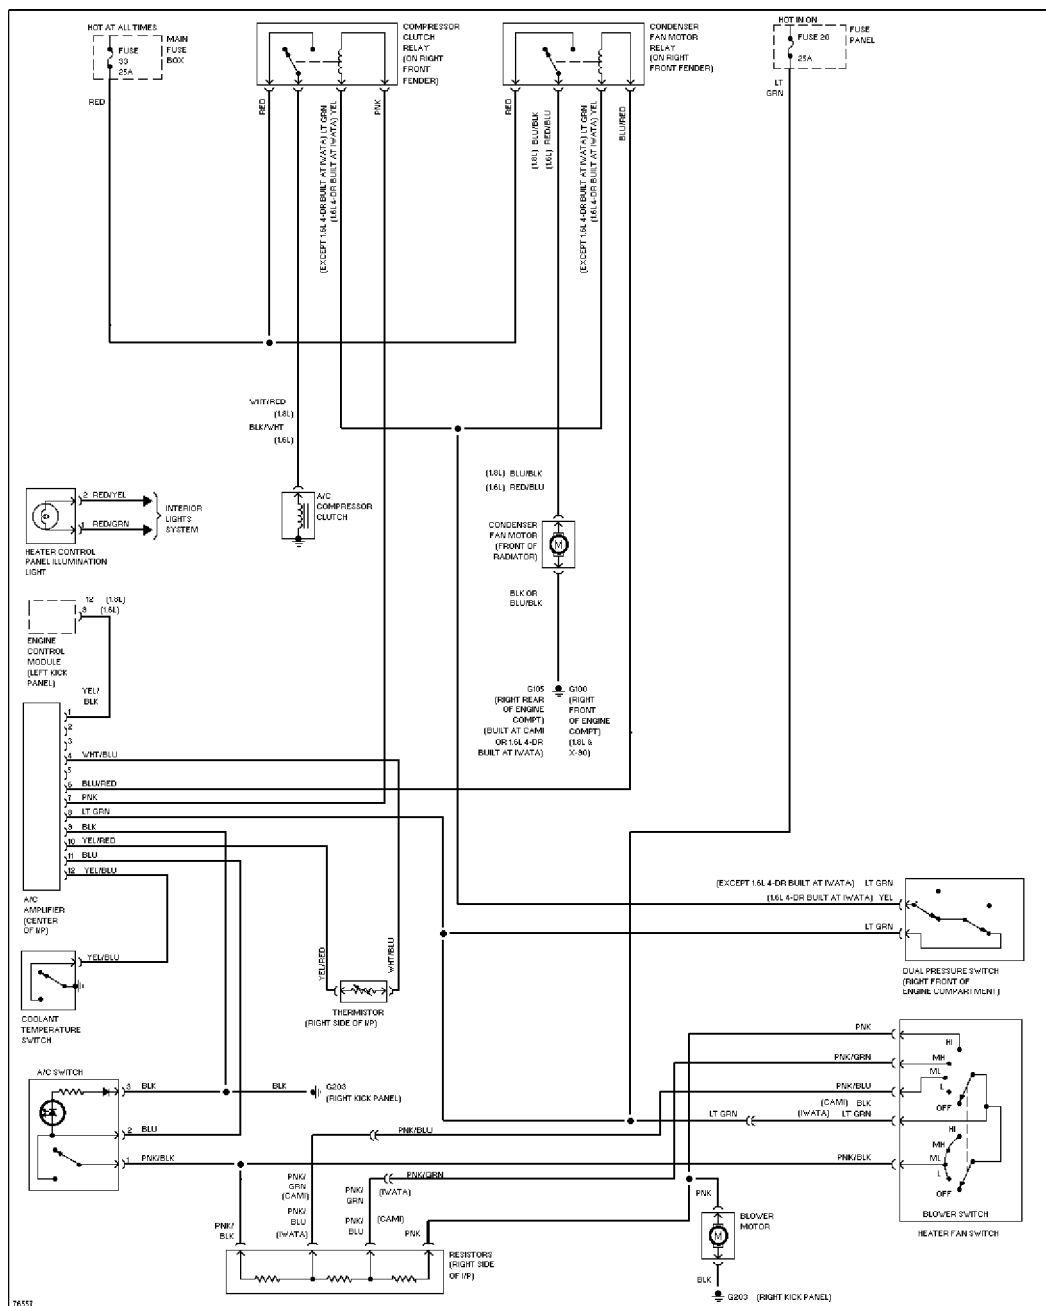 HOT AT ALL TIMES
FUSE
33
25A
MAIN
FUSE
BOX
RED
COMPRESSOR
CLUTCH
RELAY
(ON RIGHT
FRONT
FENDER)
RED
(EXCEPT 1.6L 4-DR BUILT AT IWATA) LT GRN
(1.6L 4-DR BUILT AT IWATA) YEL
PNK
CONDENSER
FAN MOTOR
RELAY
(ON RIGHT
FRONT FENDER)
RED
(1.8L) BLU/BLK
(1.6L) RED/BLU
(EXCEPT 1.6L 4-DR BUILT AT IWATA) LT GRN
(1.6L 4-DR BUILT AT IWATA) YEL
BLU/RED
HOT IN ON
FUSE 20
25A
FUSE
PANEL
LT
GRN
WHT/RED
(1.8L)
BLK/WHT
(1.6L)
A/C
COMPRESSOR
CLUTCH
(1.8L) BLU/BLK
(1.6L) RED/BLU
CONDENSER
FAN MOTOR
(FRONT OF
RADIATOR)
M
BLK OR
BLU/BLK
G105
(RIGHT REAR
OF ENGINE
COMPT)
(BUILT AT CAMI
OR 1.6L 4-DR
BUILT AT IWATA)
G100
(RIGHT
FRONT
OF ENGINE
COMPT)
(1.8L &
X-90)
2 RED/YEL
1 RED/GRN
INTERIOR
LIGHTS
SYSTEM
HEATER CONTROL
PANEL ILLUMINATION
LIGHT
12 (1.8L)
3 (1.6L)
ENGINE
CONTROL
MODULE
(LEFT KICK
PANEL)
YEL/
BLK
1
2
3
4 WHT/BLU
5
6 BLU/RED
7 PNK
8 LT GRN
9 BLK
10 YEL/RED
11 BLU
12 YEL/BLU
A/C
AMPLIFIER
(CENTER
OF I/P)
YEL/BLU
COOLANT
TEMPERATURE
SWITCH
YEL/RED
WHT/BLU
THERMISTOR
(RIGHT SIDE OF I/P)
(EXCEPT 1.6L 4-DR BUILT AT IWATA) LT GRN
(1.6L 4-DR BUILT AT IWATA) YEL
LT GRN
DUAL PRESSURE SWITCH
(RIGHT FRONT OF
ENGINE COMPARTMENT)
A/C SWITCH
3 BLK
BLK
G203
(RIGHT KICK PANEL)
2 BLU
1 PNK/BLK
PNK
PNK/GRN
PNK/BLU
(CAMI) BLK
LT GRN
(IWATA) LT GRN
PNK/BLK
HI
MH
ML
L
OFF
HI
MH
ML
L
OFF
BLOWER SWITCH
HEATER FAN SWITCH
PNK/BLU
PNK/GRN
(IWATA)
PNK/
GRN
(CAMI)
PNK/
BLU
(IWATA)
PNK/
GRN
PNK/
BLU
(CAMI)
PNK/
BLK
PNK
RESISTORS
(RIGHT SIDE
OF I/P)
PNK
BLOWER
MOTOR
M
BLK
G203 (RIGHT KICK PANEL)
76557